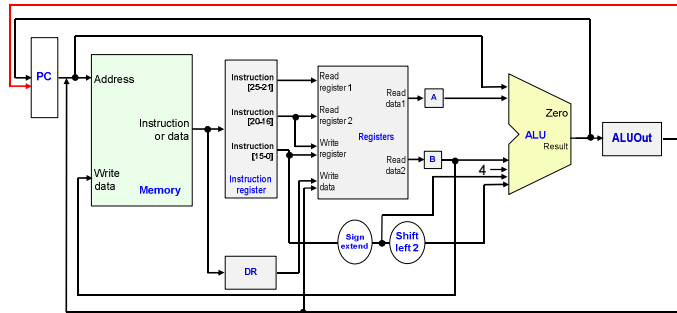 PC
Address
Instruction
or data
Write
data
Memory
Instruction
[25-21]
Instruction
[20-16]
Instruction
[15-0]
Instruction
register
DR
Read
register 1
Read
register 2
Write
register
Write
data
Read
data1
Registers
Read
data2
A
B
Sign
extend
Shift
left 2
4
Zero
ALU
Result
ALUOut